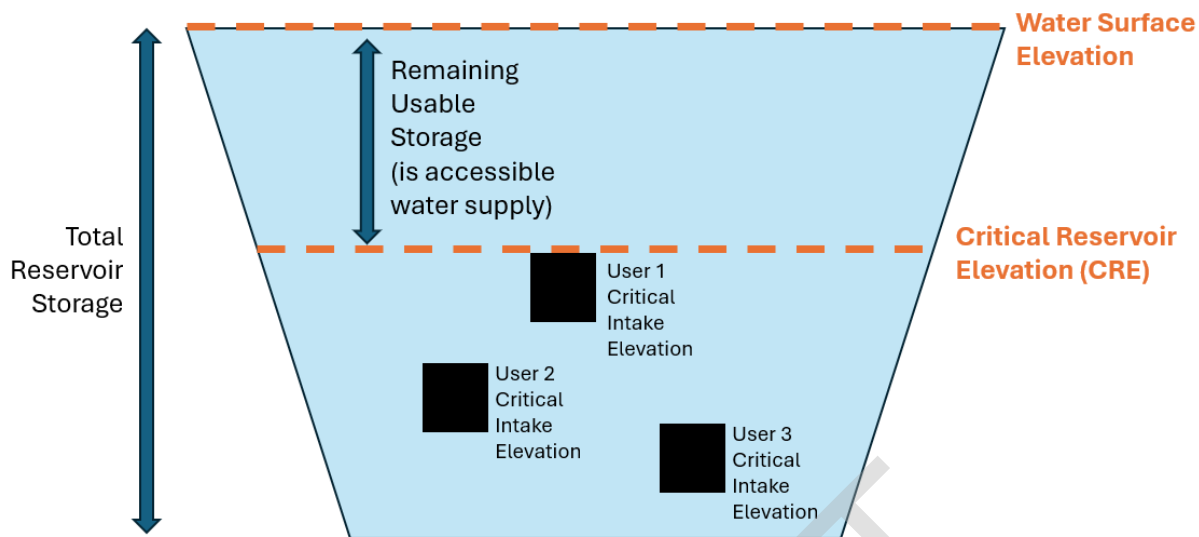 Water Surface
Elevation
Remaining
Usable
Storage
(is accessible
water supply)
Total
Reservoir
Storage
Critical Reservoir
Elevation (CRE)
User 1
Critical
Intake
Elevation
User 2
Critical
Intake
Elevation
User 3
Critical
Intake
Elevation